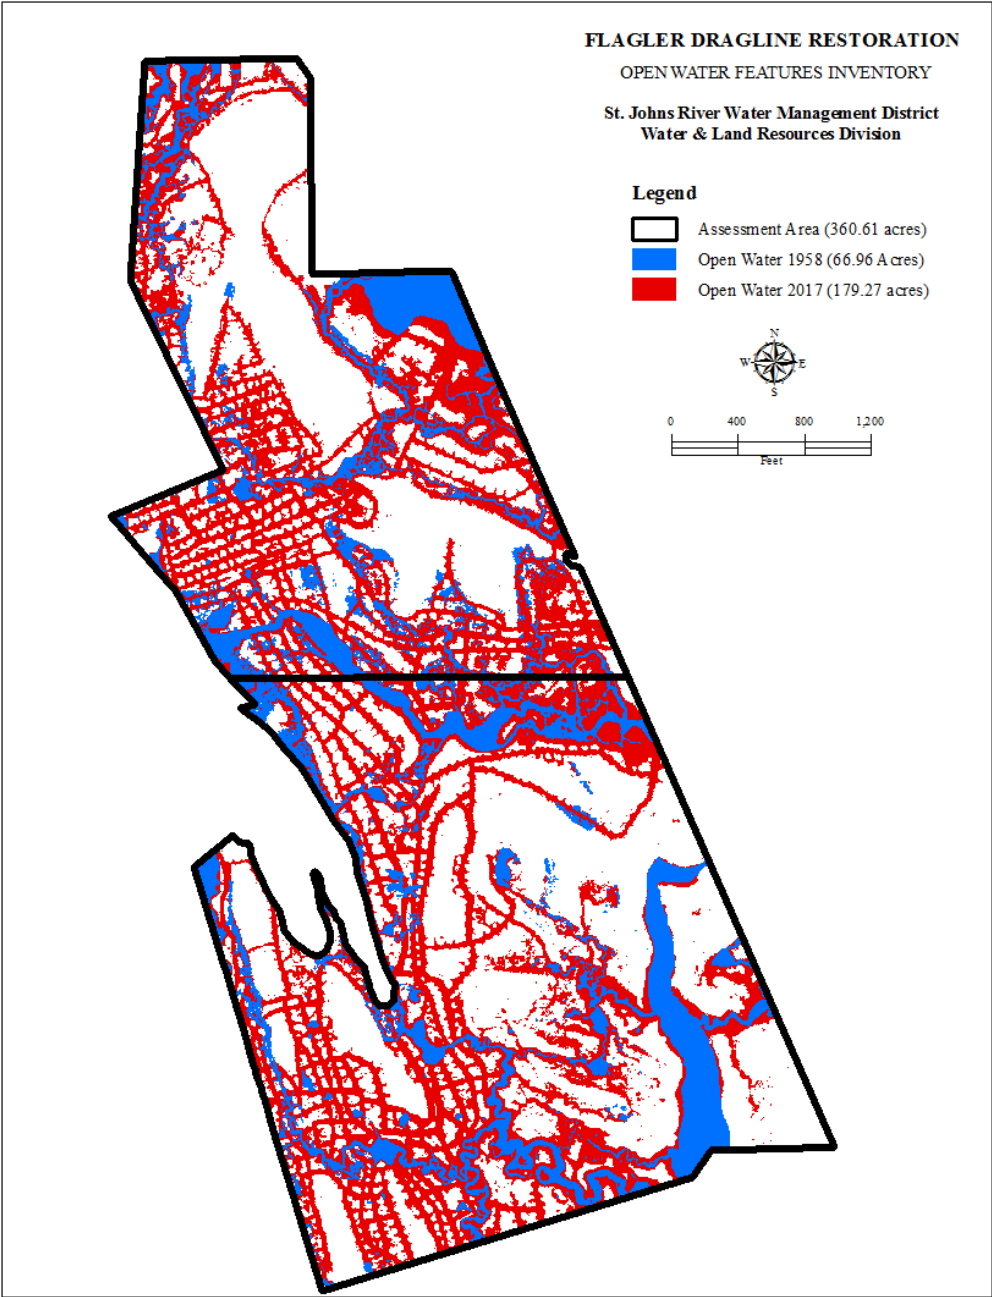 FLAGLER DRAGLINE RESTORATION
OPEN WATER FEATURES INVENTORY
St. Johns River Water Management District
Water & Land Resources Division
Legend
Assessment Area (360.61 acres)
Open Water 1958 (66.96 Acres)
Open Water 2017 (179.27 acres)
N
W E
S
0 400 800 1,200
Feet